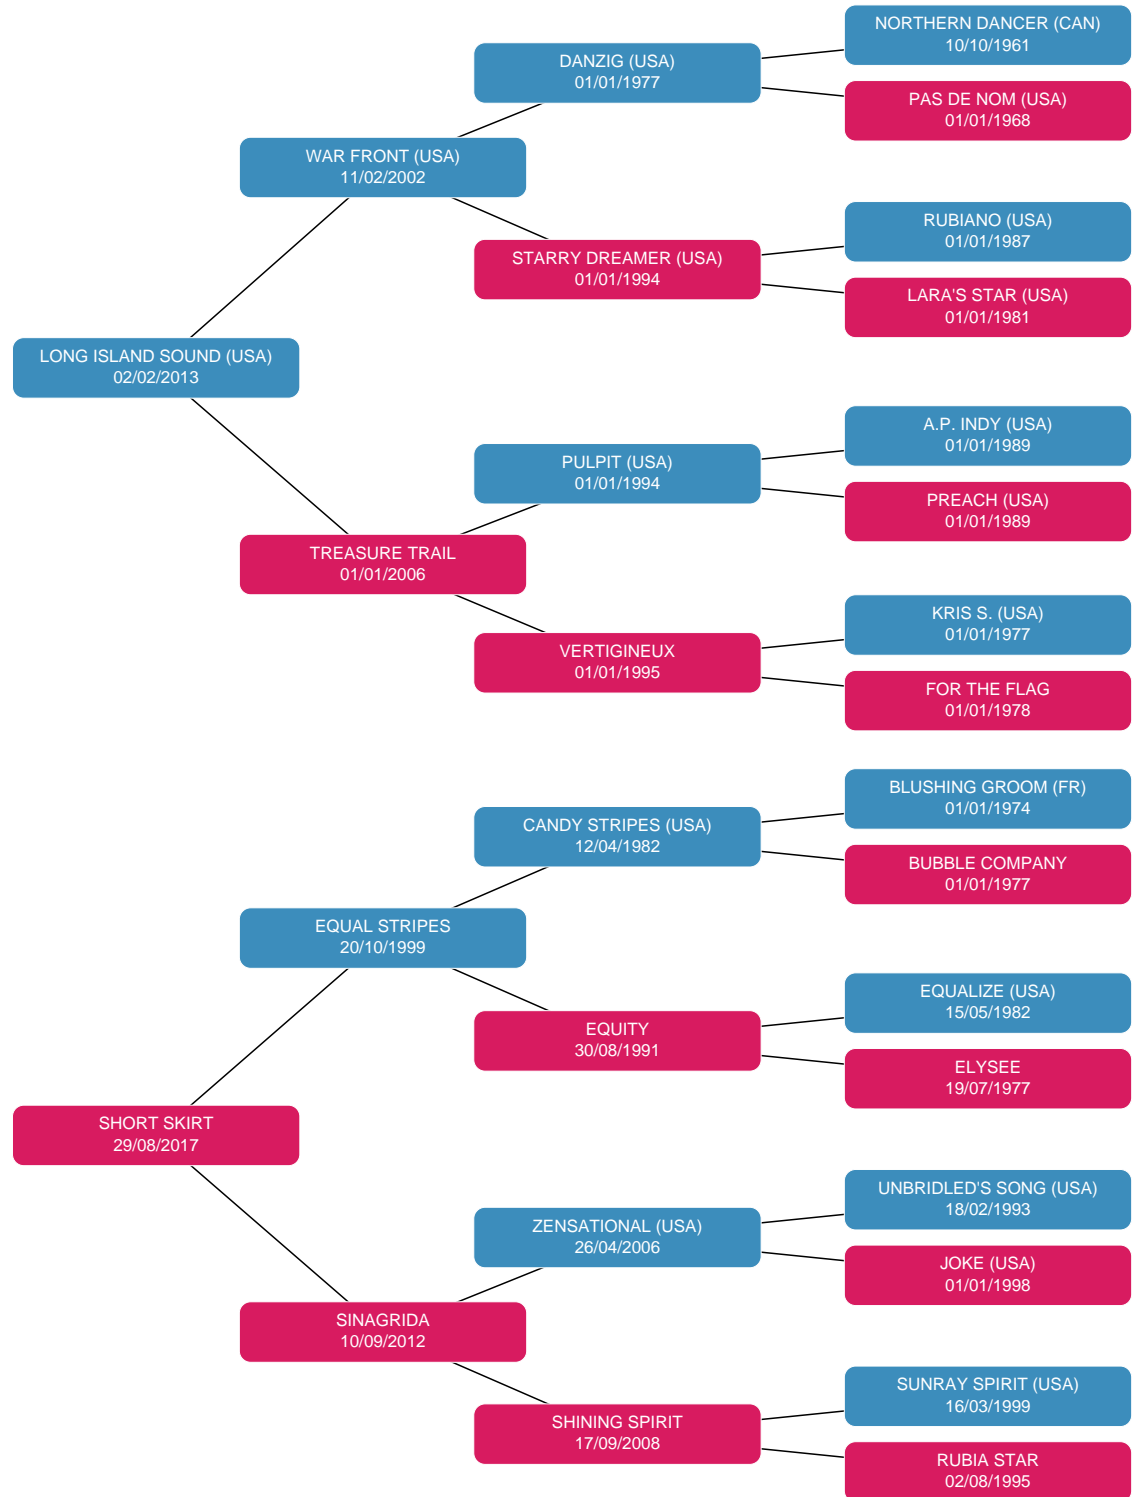 NORTHERN DANCER (CAN)
10/10/1961
DANZIG (USA)
01/01/1977
PAS DE NOM (USA)
01/01/1968
WAR FRONT (USA)
11/02/2002
RUBIANO (USA)
01/01/1987
STARRY DREAMER (USA)
01/01/1994
LARA'S STAR (USA)
01/01/1981
LONG ISLAND SOUND (USA)
02/02/2013
A.P. INDY (USA)
01/01/1989
PULPIT (USA)
01/01/1994
PREACH (USA)
01/01/1989
TREASURE TRAIL
01/01/2006
KRIS S. (USA)
01/01/1977
VERTIGINEUX
01/01/1995
FOR THE FLAG
01/01/1978
BLUSHING GROOM (FR)
01/01/1974
CANDY STRIPES (USA)
12/04/1982
BUBBLE COMPANY
01/01/1977
EQUAL STRIPES
20/10/1999
EQUALIZE (USA)
15/05/1982
EQUITY
30/08/1991
ELYSEE
19/07/1977
SHORT SKIRT
29/08/2017
UNBRIDLED'S SONG (USA)
18/02/1993
ZENSATIONAL (USA)
26/04/2006
JOKE (USA)
01/01/1998
SINAGRIDA
10/09/2012
SUNRAY SPIRIT (USA)
16/03/1999
SHINING SPIRIT
17/09/2008
RUBIA STAR
02/08/1995